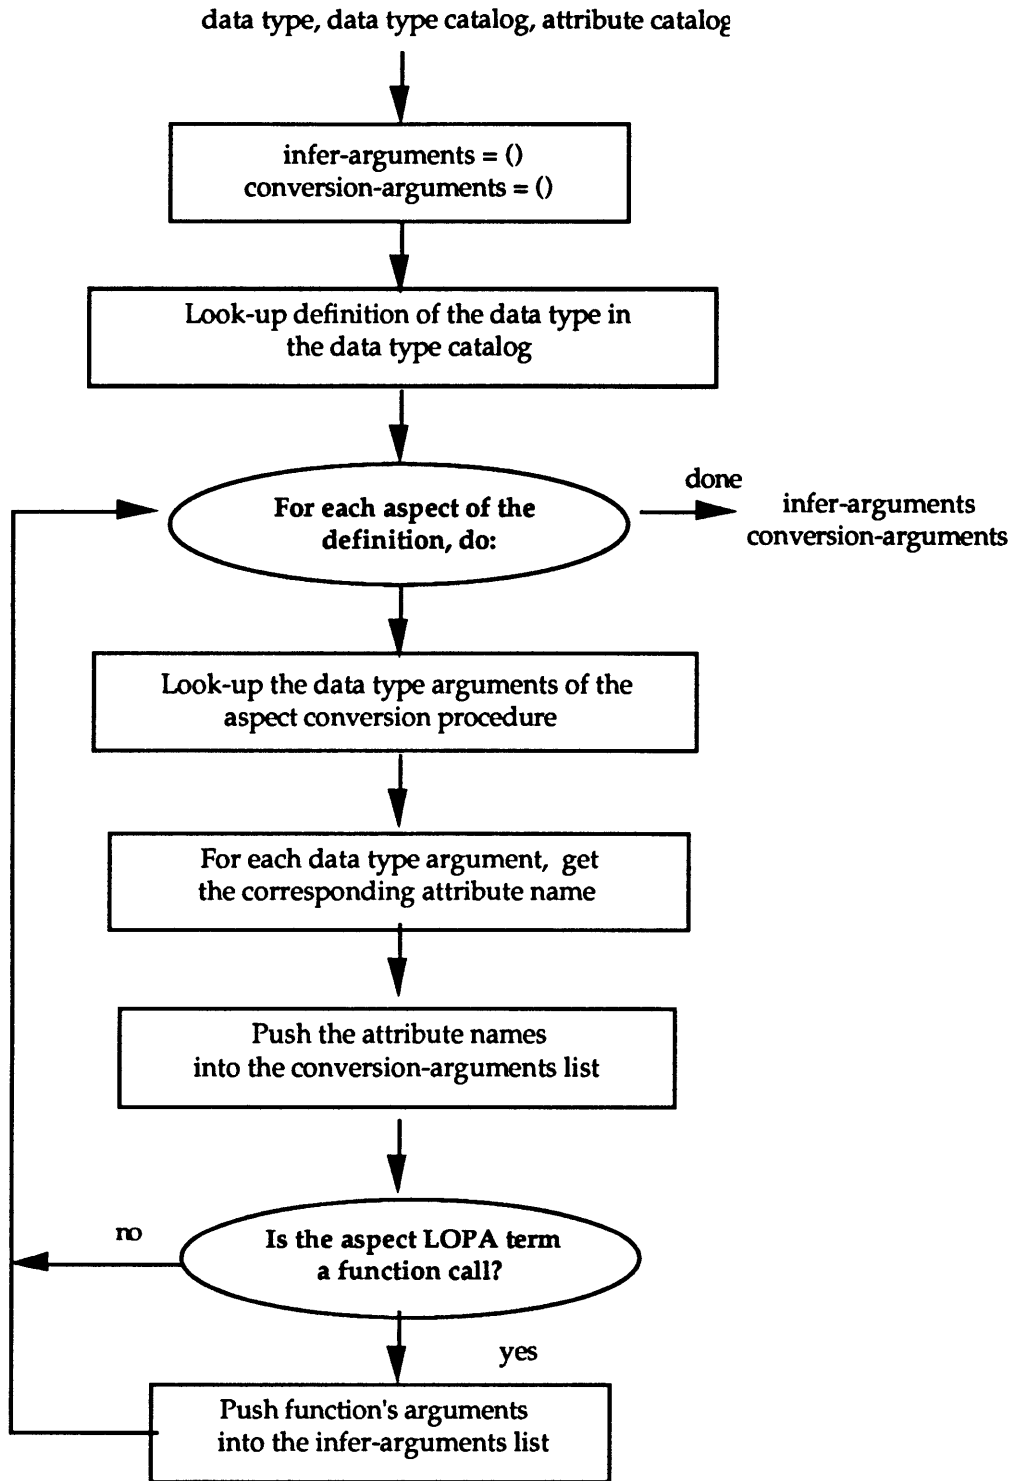 data type, data type catalog, attribute catalog
infer-arguments = ()
conversion-arguments = ()
Look-up definition of the data type in
the data type catalog
For each aspect of the
definition, do:
done
infer-arguments
conversion-arguments
Look-up the data type arguments of the
aspect conversion procedure
For each data type argument, get
the corresponding attribute name
Push the attribute names
into the conversion-arguments list
no
Is the aspect LOPA term
a function call?
yes
Push function's arguments
into the infer-arguments list